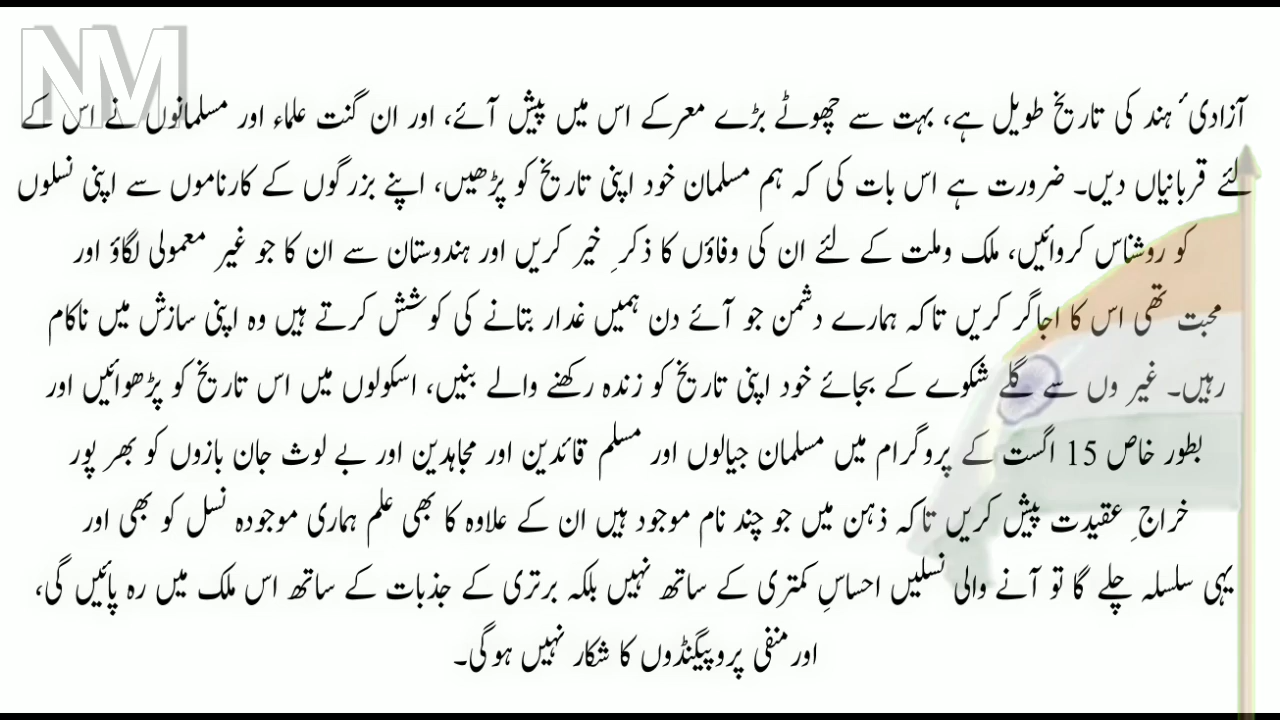 NM
آزادیٔ ہند کی تاریخ طویل ہے، بہت سے چھوٹے بڑے معرکے اس میں پیش آئے، اور ان گنت علماء اور مسلمانوں نے اس کے
لئے قربانیاں دیں۔ ضرورت ہے اس بات کی کہ ہم مسلمان خود اپنی تاریخ کو پڑھیں، اپنے بزرگوں کے کارناموں سے اپنی نسلوں
کو روشناس کروائیں، ملک وملت کے لئے ان کی وفاؤں کا ذکرِ خیر کریں اور ہندوستان سے ان کا جو غیر معمولی لگاؤ اور
محبت تھی اس کا اجاگر کریں تاکہ ہمارے دشمن جو آئے دن ہمیں غدار بتانے کی کوشش کرتے ہیں وہ اپنی سازش میں ناکام
رہیں۔ غیر وں سے گلے شکوے کے بجائے خود اپنی تاریخ کو زندہ رکھنے والے بنیں، اسکولوں میں اس تاریخ کو پڑھوائیں اور
بطور خاص 15 اگست کے پروگرام میں مسلمان جیالوں اور مسلم قائدین اور مجاہدین اور بے لوث جان بازوں کو بھر پور
خراجِ عقیدت پیش کریں تاکہ ذہن میں جو چند نام موجود ہیں ان کے علاوہ کا بھی علم ہماری موجودہ نسل کو بھی اور
یہی سلسلہ چلے گا تو آنے والی نسلیں احساسِ کمتری کے ساتھ نہیں بلکہ برتری کے جذبات کے ساتھ اس ملک میں رہ پائیں گی،
اور منفی پروپیگنڈوں کا شکار نہیں ہوگی۔